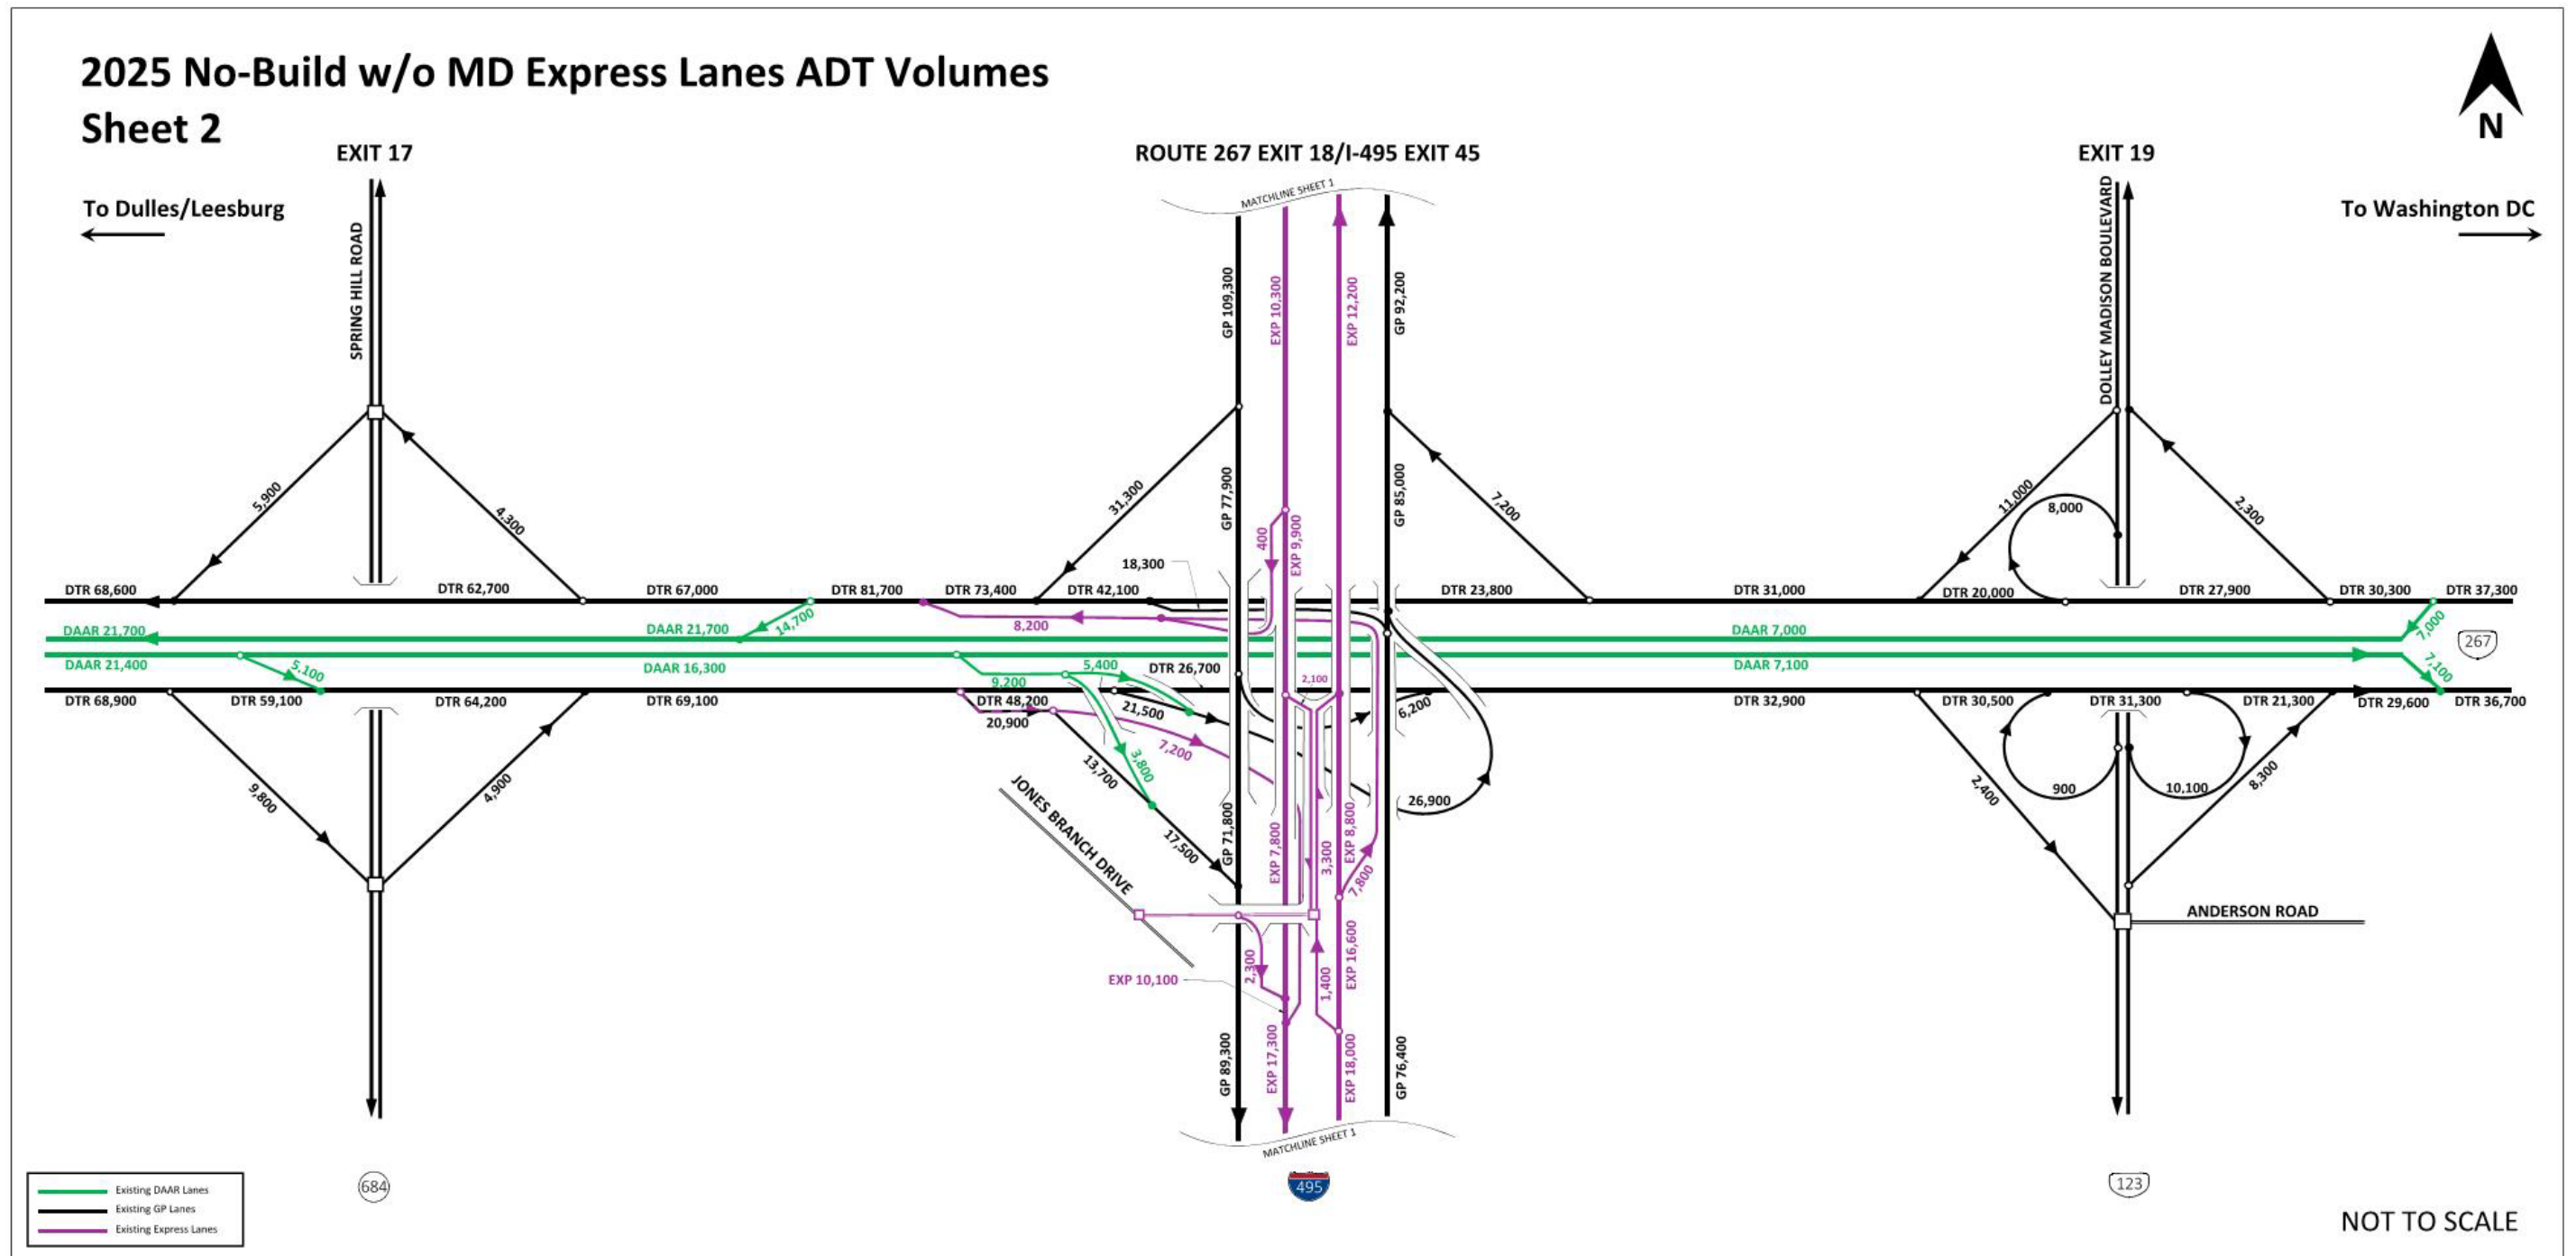 2025 No-Build w/o MD Express Lanes ADT Volumes
Sheet 2
EXIT 17
ROUTE 267 EXIT 18/I-495 EXIT 45
EXIT 19
N
To Dulles/Leesburg
To Washington DC
MATCHLINE SHEET 1
SPRING HILL ROAD
DOLLEY MADISON BOULEVARD
GP 109,300
EXP 10,300
EXP 12,200
GP 92,200
5,900
4,300
31,300
GP 77,900
400
EXP 9,900
GP 85,000
7,200
11,000
8,000
2,300
18,300
DTR 68,600
DTR 62,700
DTR 67,000
DTR 81,700
DTR 73,400
DTR 42,100
DTR 23,800
DTR 31,000
DTR 20,000
DTR 27,900
DTR 30,300
DTR 37,300
14,700
8,200
7,000
DAAR 21,700
DAAR 21,700
DAAR 7,000
267
DAAR 21,400
5,100
DAAR 16,300
9,200
5,400
DTR 26,700
DAAR 7,100
7,100
2,100
DTR 68,900
DTR 59,100
DTR 64,200
DTR 69,100
DTR 48,200
20,900
21,500
6,200
DTR 32,900
DTR 30,500
DTR 31,300
DTR 21,300
DTR 29,600
DTR 36,700
7,200
3,800
13,700
9,800
4,900
2,400
900
10,100
8,300
26,900
JONES BRANCH DRIVE
17,500
GP 71,800
EXP 7,800
3,300
EXP 8,800
7,800
ANDERSON ROAD
EXP 10,100
2,300
1,400
EXP 16,600
GP 89,300
EXP 17,300
EXP 18,000
GP 76,400
MATCHLINE SHEET 1
684
495
123
Existing DAAR Lanes
Existing GP Lanes
Existing Express Lanes
NOT TO SCALE